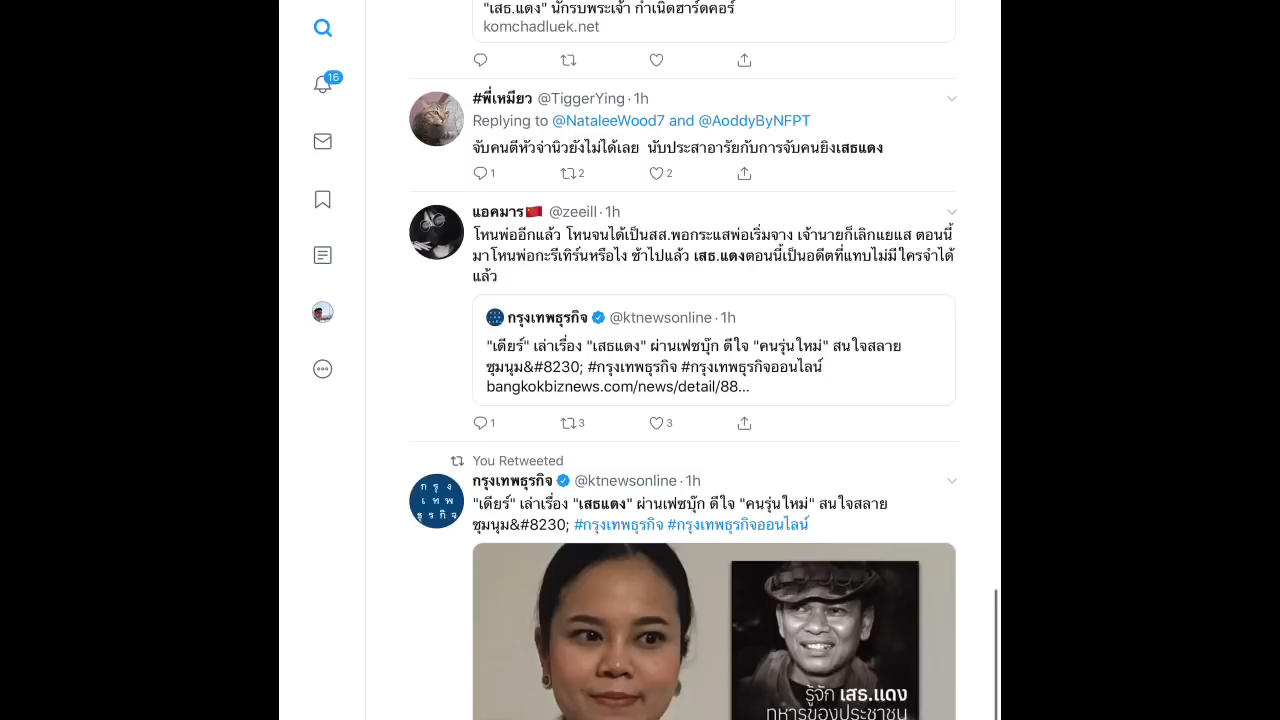 "เสธ.แดง" นักรบพระเจ้า กำเนิดฮาร์ดคอร์
komchadluek.net
16
#พี่เหมียว @TiggerYing · 1h
Replying to @NataleeWood7 and @AoddyByNFPT
จับคนตีหัวจ่านิวยังไม่ได้เลย นับประสาอารัยกับการจับคนยิงเสธแดง
1 2 2
แอคมาร🇨🇳 @zeeill · 1h
โหนพ่ออีกแล้ว โหนจนได้เป็นสส.พอกระแสพ่อเริ่มจาง เจ้านายก็เลิกแยแส ตอนนี้
มาโหนพ่อกะรีเทิร์นหรือไง ช้าไปแล้ว เสธ.แดงตอนนี้เป็นอดีตที่แทบไม่มีใครจำได้
แล้ว
กรุงเทพธุรกิจ @ktnewsonline · 1h
"เดียร์" เล่าเรื่อง "เสธแดง" ผ่านเฟซบุ๊ก ดีใจ "คนรุ่นใหม่" สนใจสลาย
ชุมนุม&#8230; #กรุงเทพธุรกิจ #กรุงเทพธุรกิจออนไลน์
bangkokbiznews.com/news/detail/88...
1 3 3
You Retweeted
กรุงเทพธุรกิจ @ktnewsonline · 1h
"เดียร์" เล่าเรื่อง "เสธแดง" ผ่านเฟซบุ๊ก ดีใจ "คนรุ่นใหม่" สนใจสลาย
ชุมนุม&#8230; #กรุงเทพธุรกิจ #กรุงเทพธุรกิจออนไลน์
กรุง
เทพ
ธุรกิจ
รู้จัก เสธ.แดง
ทหารของประชาชน